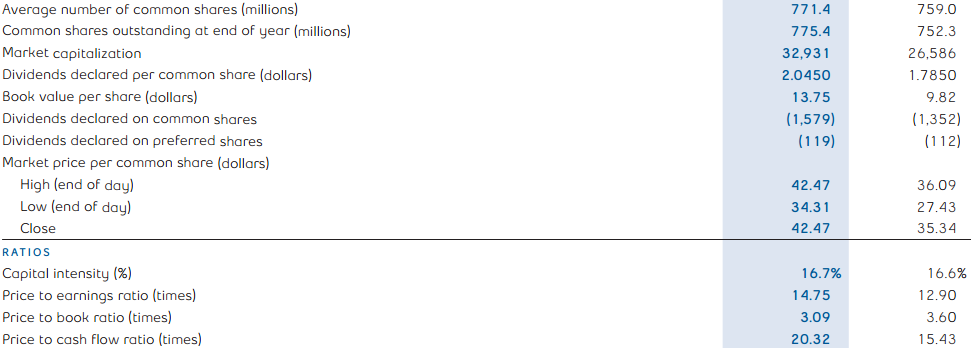 Average number of common shares (millions) 771.4 759.0
Common shares outstanding at end of year (millions) 775.4 752.3
Market capitalization 32,931 26,586
Dividends declared per common share (dollars) 2.0450 1.7850
Book value per share (dollars) 13.75 9.82
Dividends declared on common shares (1,579) (1,352)
Dividends declared on preferred shares (119) (112)
Market price per common share (dollars)
High (end of day) 42.47 36.09
Low (end of day) 34.31 27.43
Close 42.47 35.34
RATIOS
Capital intensity (%) 16.7% 16.6%
Price to earnings ratio (times) 14.75 12.90
Price to book ratio (times) 3.09 3.60
Price to cash flow ratio (times) 20.32 15.43